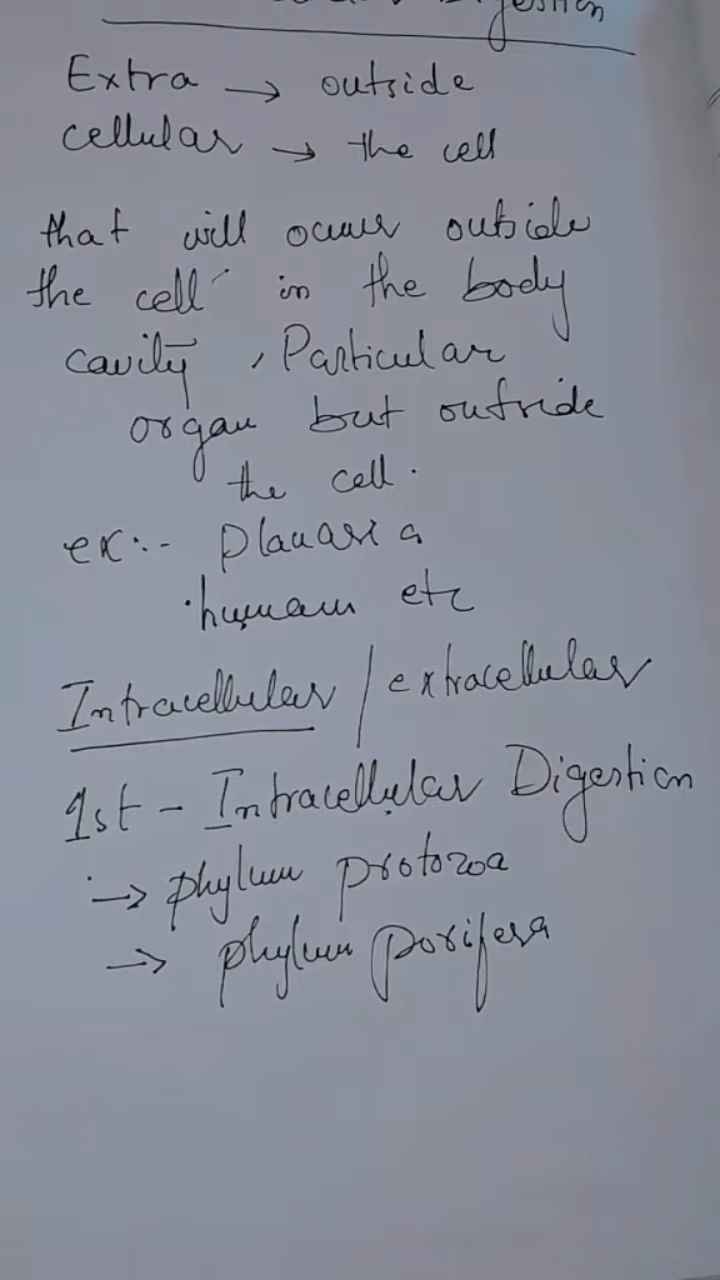 Digestion
Extra → outside
cellular → the cell
that will occur outside
the cell in the body
cavity, Particular
organ but outside
the cell.
ex:- Planaria
human etc
Intracellular / extracellular
1st - Intracellular Digestion
→ phylum protozoa
→ phylum porifera